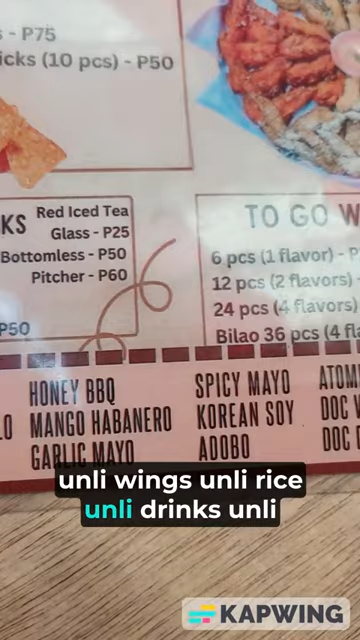 - P75
icks (10 pcs) - P50
KS
Red Iced Tea
Glass - P25
Bottomless - P50
Pitcher - P60
P50
TO GO W
6 pcs (1 flavor) - P
12 pcs (2 flavors) -
24 pcs (4 flavors)
Bilao 36 pcs (4 fla
LO
HONEY BBQ
MANGO HABANERO
GARLIC MAYO
SPICY MAYO
KOREAN SOY
ADOBO
ATOM
DOC
DOC
unli wings unli rice
unli drinks unli
KAPWING